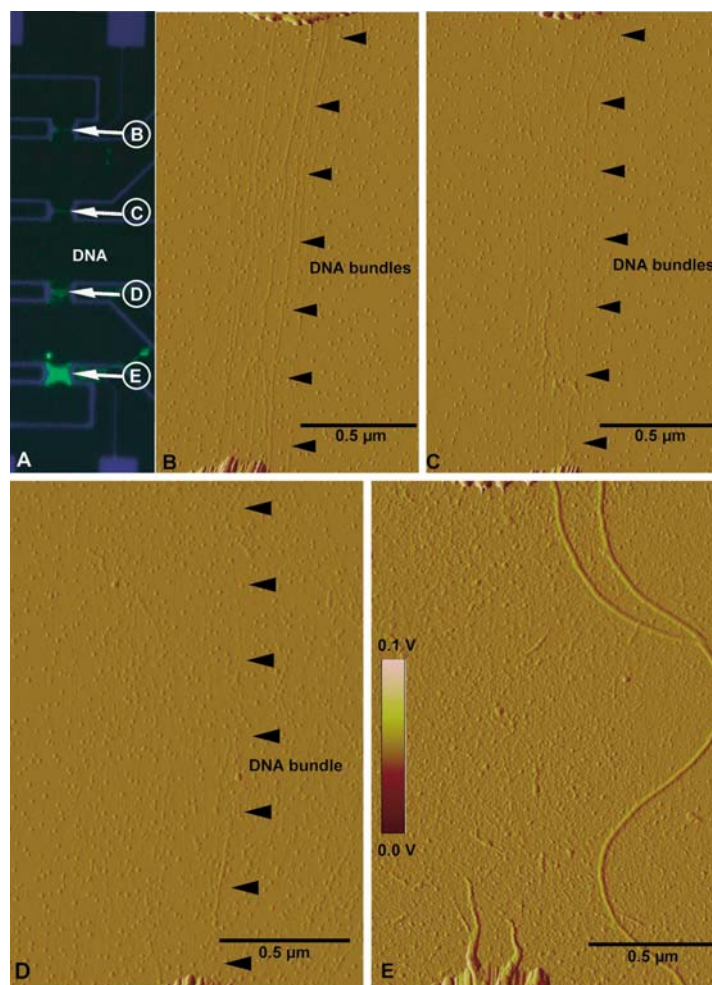 B
C
DNA
D
E
A
DNA bundles
0.5 µm
B
DNA bundles
0.5 µm
C
DNA bundle
0.5 µm
D
0.1 V
0.0 V
0.5 µm
E